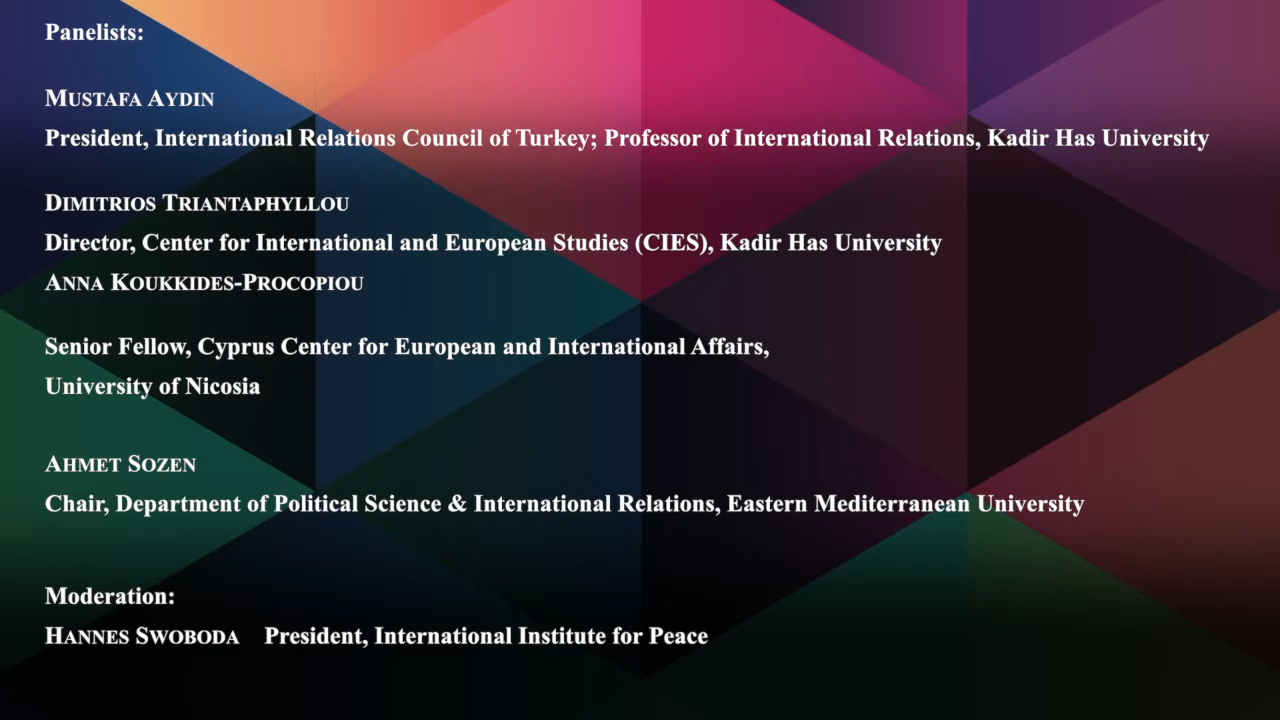 Panelists:
MUSTAFA AYDIN
President, International Relations Council of Turkey; Professor of International Relations, Kadir Has University
DIMITRIOS TRIANTAPHYLLOU
Director, Center for International and European Studies (CIES), Kadir Has University
ANNA KOUKKIDES-PROCOPIOU
Senior Fellow, Cyprus Center for European and International Affairs,
University of Nicosia
AHMET SOZEN
Chair, Department of Political Science & International Relations, Eastern Mediterranean University
Moderation:
HANNES SWOBODA President, International Institute for Peace